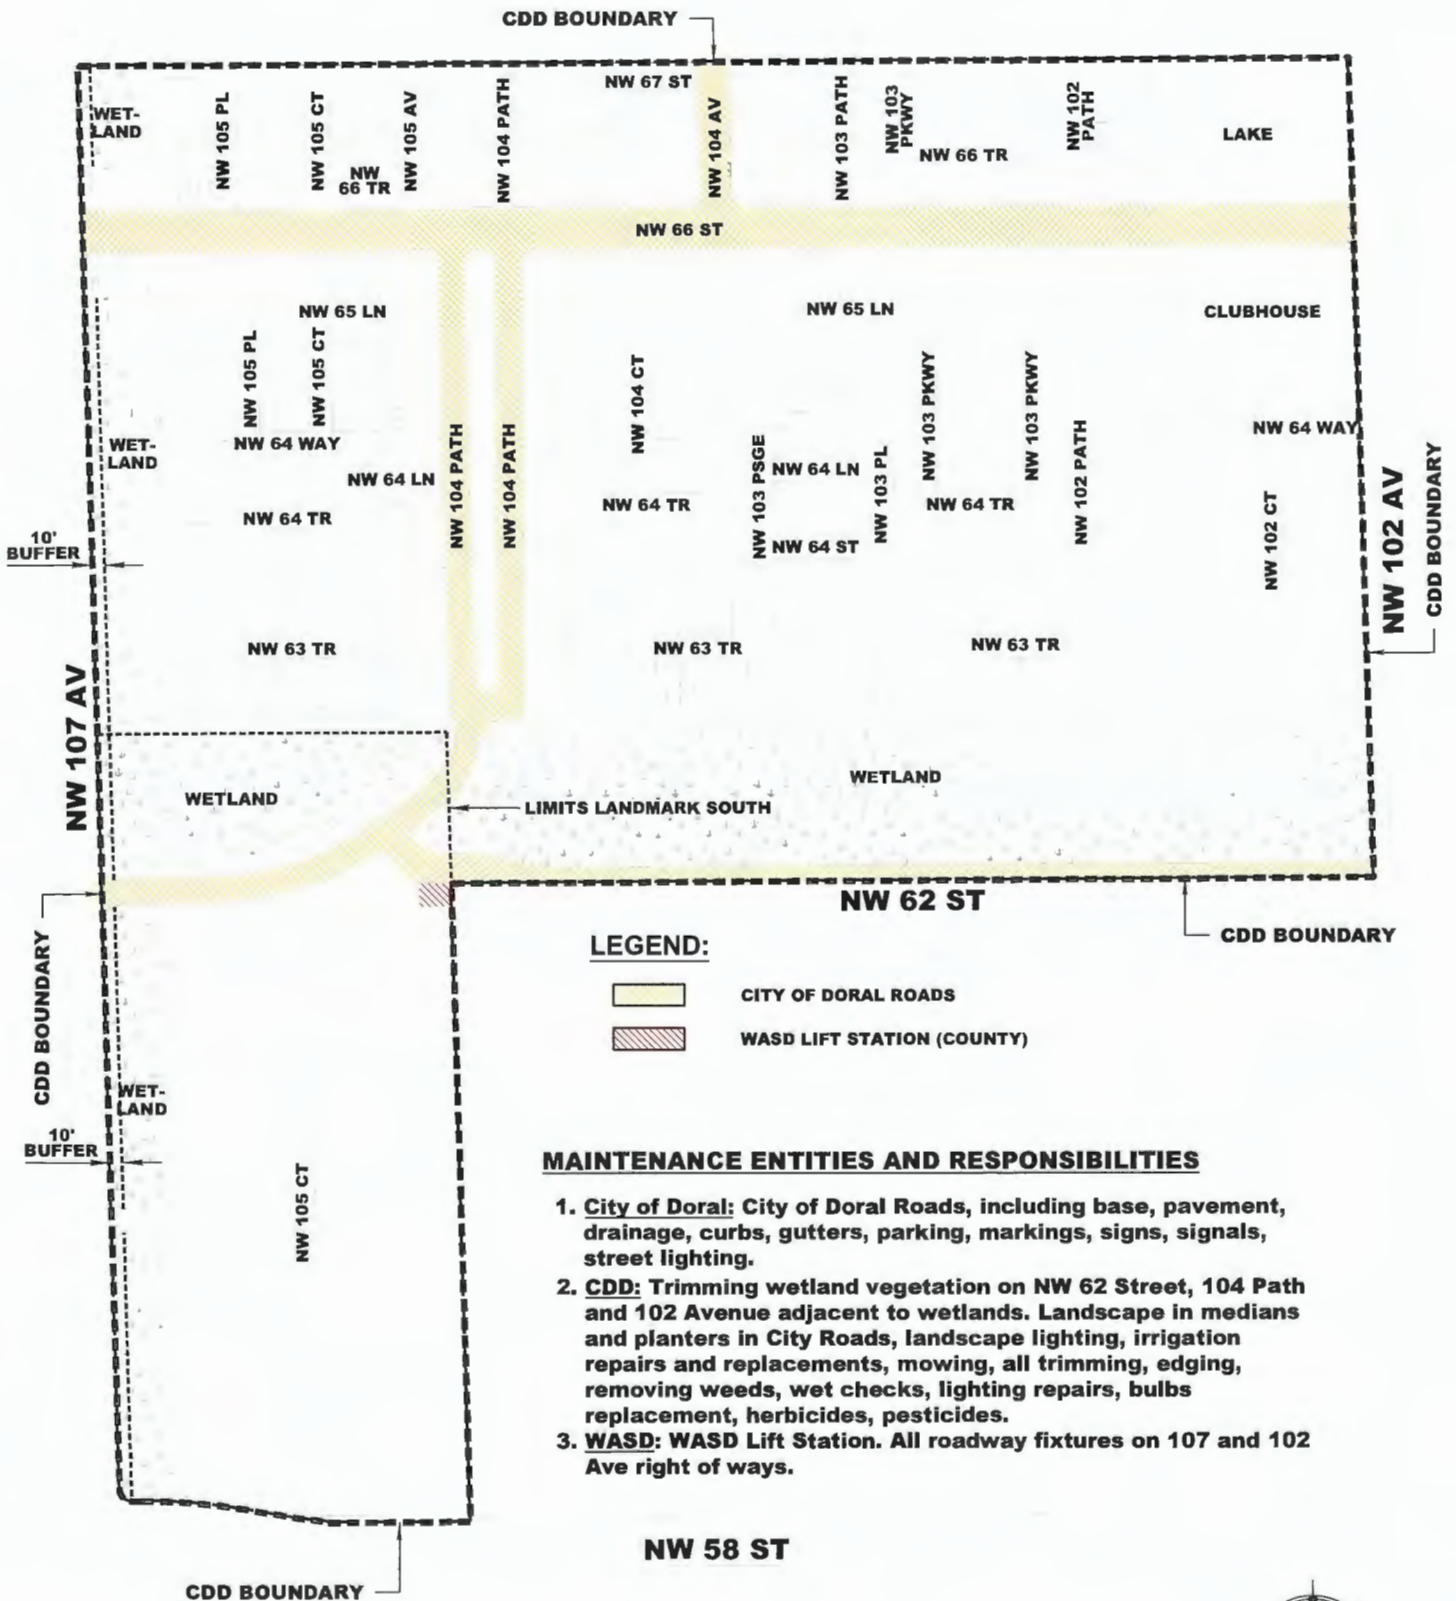 CDD BOUNDARY
NW 67 ST
WET-
LAND
NW 105 PL
NW 105 CT
NW
66 TR
NW 105 AV
NW 104 PATH
NW 104 AV
NW 103 PATH
NW 103
PKWY
NW 66 TR
NW 102
PATH
LAKE
NW 66 ST
NW 65 LN
NW 65 LN
CLUBHOUSE
NW 105 PL
NW 105 CT
NW 104 CT
NW 103 PKWY
NW 103 PKWY
WET-
LAND
NW 64 WAY
NW 64 LN
NW 104 PATH
NW 104 PATH
NW 103 PSGE
NW 64 LN
NW 103 PL
NW 102 PATH
NW 64 WAY
NW 64 TR
NW 64 TR
NW 64 TR
NW 64 ST
NW 102 CT
NW 102 AV
CDD BOUNDARY
10'
BUFFER
NW 63 TR
NW 63 TR
NW 63 TR
NW 107 AV
WETLAND
WETLAND
LIMITS LANDMARK SOUTH
NW 62 ST
CDD BOUNDARY
CDD BOUNDARY
LEGEND:
CITY OF DORAL ROADS
WASD LIFT STATION (COUNTY)
WET-
LAND
10'
BUFFER
NW 105 CT
MAINTENANCE ENTITIES AND RESPONSIBILITIES
1. City of Doral: City of Doral Roads, including base, pavement,
drainage, curbs, gutters, parking, markings, signs, signals,
street lighting.
2. CDD: Trimming wetland vegetation on NW 62 Street, 104 Path
and 102 Avenue adjacent to wetlands. Landscape in medians
and planters in City Roads, landscape lighting, irrigation
repairs and replacements, mowing, all trimming, edging,
removing weeds, wet checks, lighting repairs, bulbs
replacement, herbicides, pesticides.
3. WASD: WASD Lift Station. All roadway fixtures on 107 and 102
Ave right of ways.
NW 58 ST
CDD BOUNDARY